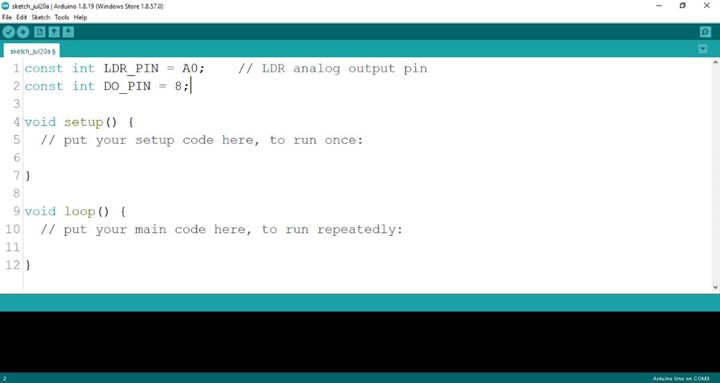 sketch_jul20a | Arduino 1.8.19 (Windows Store 1.8.57.0)
File Edit Sketch Tools Help
sketch_jul20a §
1 const int LDR_PIN = A0;    // LDR analog output pin
2 const int DO_PIN = 8;
3
4 void setup() {
5   // put your setup code here, to run once:
6
7 }
8
9 void loop() {
10   // put your main code here, to run repeatedly:
11
12 }
2 Arduino Uno on COM3